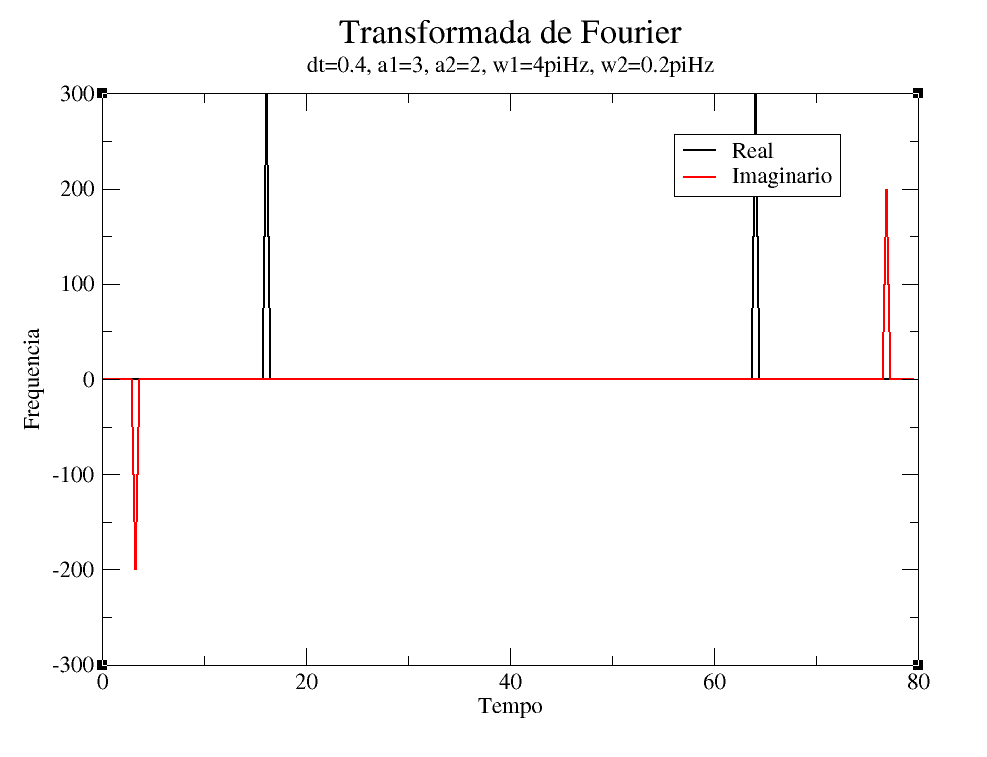 Transformada de Fourier
dt=0.4, a1=3, a2=2, w1=4piHz, w2=0.2piHz
300
200
100
0
-100
-200
-300
Frequencia
Real
Imaginario
0 20 40 60 80
Tempo